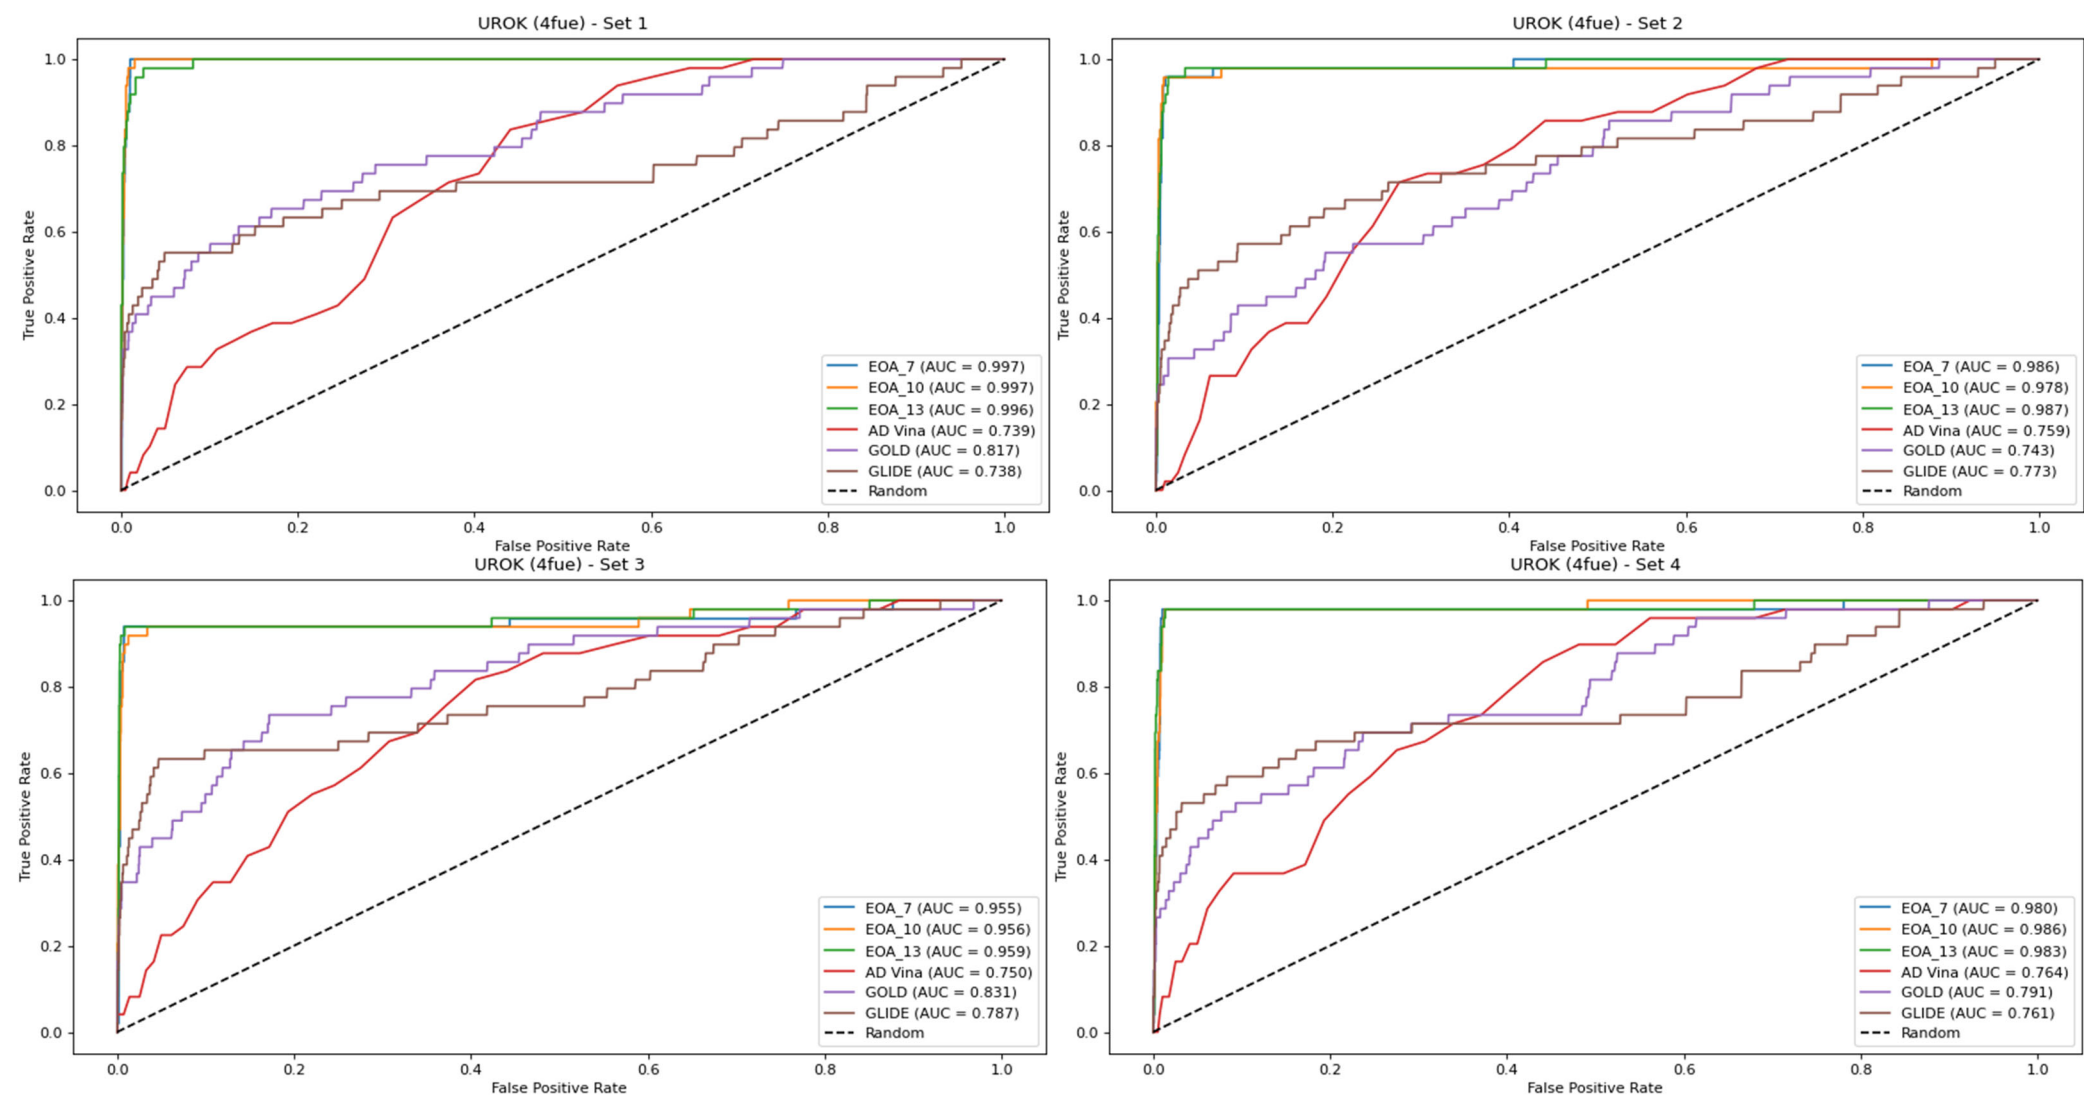 UROK (4fue) - Set 1
True Positive Rate
1.0
0.8
0.6
0.4
0.2
0.0
EOA_7 (AUC = 0.997)
EOA_10 (AUC = 0.997)
EOA_13 (AUC = 0.996)
AD Vina (AUC = 0.739)
GOLD (AUC = 0.817)
GLIDE (AUC = 0.738)
Random
0.0 0.2 0.4 0.6 0.8 1.0
False Positive Rate
UROK (4fue) - Set 2
True Positive Rate
1.0
0.8
0.6
0.4
0.2
0.0
EOA_7 (AUC = 0.986)
EOA_10 (AUC = 0.978)
EOA_13 (AUC = 0.987)
AD Vina (AUC = 0.759)
GOLD (AUC = 0.743)
GLIDE (AUC = 0.773)
Random
0.0 0.2 0.4 0.6 0.8 1.0
False Positive Rate
UROK (4fue) - Set 3
True Positive Rate
1.0
0.8
0.6
0.4
0.2
0.0
EOA_7 (AUC = 0.955)
EOA_10 (AUC = 0.956)
EOA_13 (AUC = 0.959)
AD Vina (AUC = 0.750)
GOLD (AUC = 0.831)
GLIDE (AUC = 0.787)
Random
0.0 0.2 0.4 0.6 0.8 1.0
False Positive Rate
UROK (4fue) - Set 4
True Positive Rate
1.0
0.8
0.6
0.4
0.2
0.0
EOA_7 (AUC = 0.980)
EOA_10 (AUC = 0.986)
EOA_13 (AUC = 0.983)
AD Vina (AUC = 0.764)
GOLD (AUC = 0.791)
GLIDE (AUC = 0.761)
Random
0.0 0.2 0.4 0.6 0.8 1.0
False Positive Rate